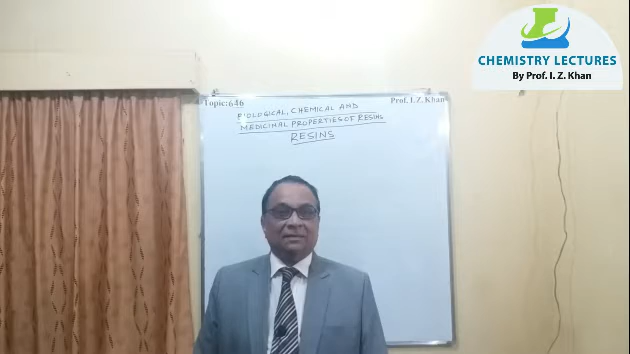 CHEMISTRY LECTURES
By Prof. I. Z. Khan
Topic:646
Prof. I. Z. Khan
BIOLOGICAL, CHEMICAL AND
MEDICINAL PROPERTIES OF RESINS
RESINS